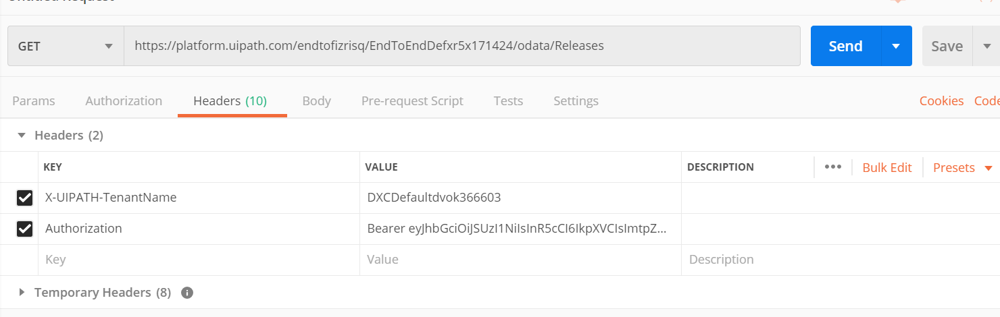 GET https://platform.uipath.com/endtofizrisq/EndToEndDefxr5x171424/odata/Releases Send Save
Params Authorization Headers (10) Body Pre-request Script Tests Settings Cookies Code
Headers (2)
KEY VALUE DESCRIPTION ••• Bulk Edit Presets
X-UIPATH-TenantName DXCDefaultdvok366603
Authorization Bearer eyJhbGciOiJSUzI1NiIsInR5cCI6IkpXVCIsImtpZ...
Key Value Description
Temporary Headers (8)